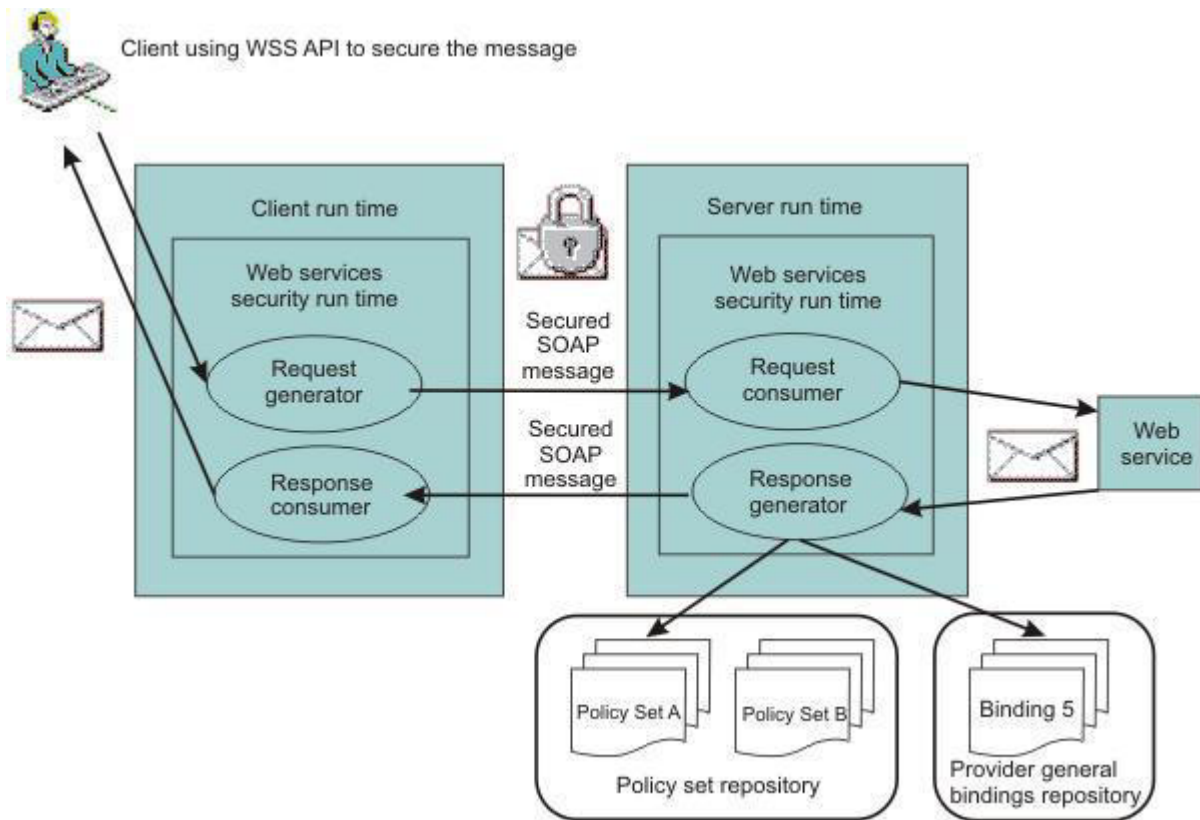 Client using WSS API to secure the message
Client run time
Web services
security run time
Request
generator
Response
consumer
Secured
SOAP
message
Secured
SOAP
message
Server run time
Web services
security run time
Request
consumer
Response
generator
Web
service
Policy Set A
Policy Set B
Policy set repository
Binding 5
Provider general
bindings repository